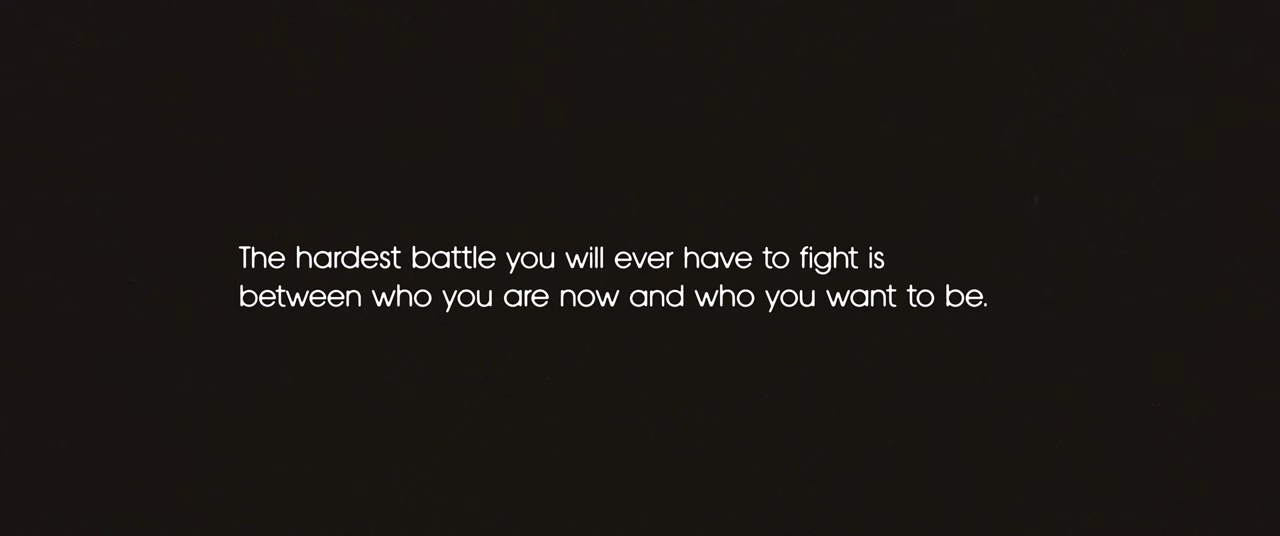 The hardest battle you will ever have to fight is
between who you are now and who you want to be.